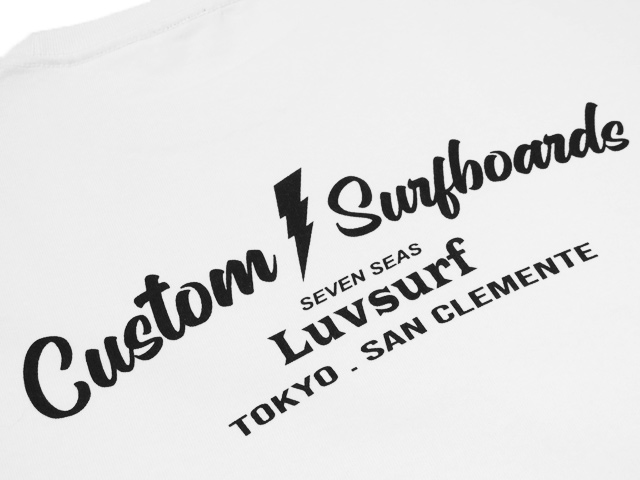 Custom Surfboards
SEVEN SEAS
Luvsurf
TOKYO - SAN CLEMENTE